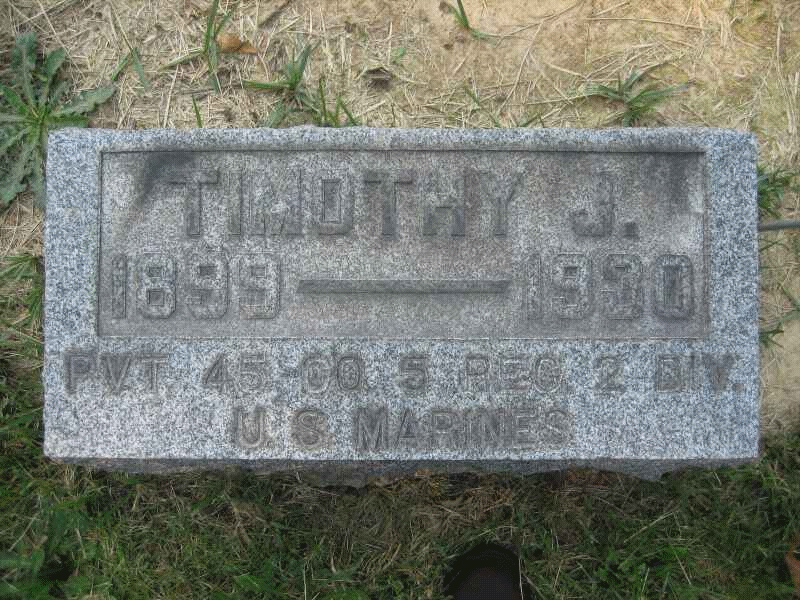 TIMOTHY J.
1899 — 1930
PVT. 45 CO. 5 REG. 2 DIV.
U. S. MARINES